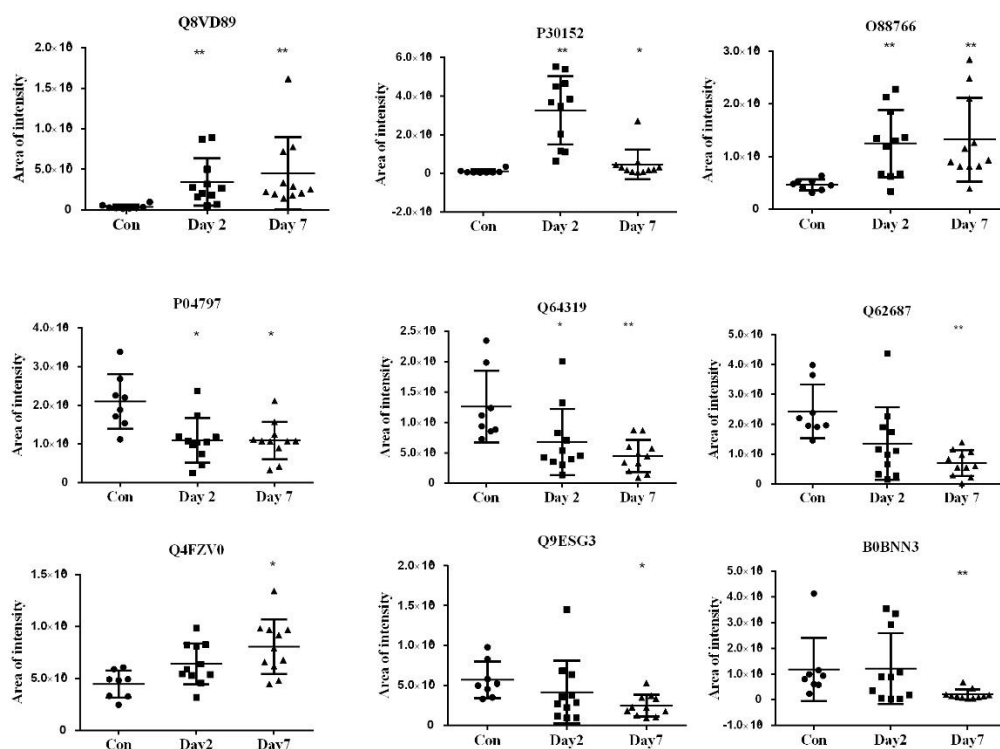 Q8VD89
** **
Area of intensity
2.0×10
1.5×10
1.0×10
5.0×10
0
Con Day 2 Day 7
P30152
** *
Area of intensity
6.0×10
4.0×10
2.0×10
0
-2.0×10
Con Day 2 Day 7
O88766
** **
Area of intensity
3.0×10
2.0×10
1.0×10
0
Con Day 2 Day 7
P04797
* *
Area of intensity
4.0×10
3.0×10
2.0×10
1.0×10
0
Con Day 2 Day 7
Q64319
* **
Area of intensity
2.5×10
2.0×10
1.5×10
1.0×10
5.0×10
0
Con Day 2 Day 7
Q62687
**
Area of intensity
5.0×10
4.0×10
3.0×10
2.0×10
1.0×10
0
Con Day 2 Day 7
Q4FZV0
*
Area of intensity
1.5×10
1.0×10
5.0×10
0
Con Day2 Day 7
Q9ESG3
*
Area of intensity
2.0×10
1.5×10
1.0×10
5.0×10
0
Con Day2 Day 7
B0BNN3
**
Area of intensity
5.0×10
4.0×10
3.0×10
2.0×10
1.0×10
0
-1.0×10
Con Day 2 Day 7